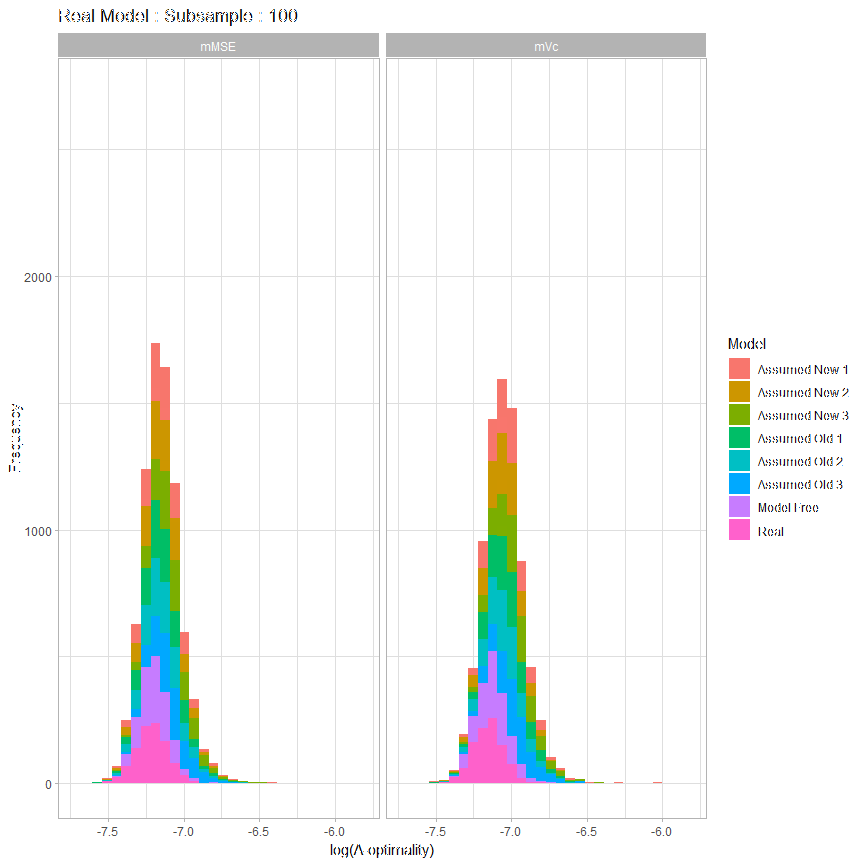 Real Model : Subsample : 100
mMSE
mVc
Frequency
2000
1000
0
-7.5
-7.0
-6.5
-6.0
-7.5
-7.0
-6.5
-6.0
log(A-optimality)
Model
Assumed New 1
Assumed New 2
Assumed New 3
Assumed Old 1
Assumed Old 2
Assumed Old 3
Model Free
Real